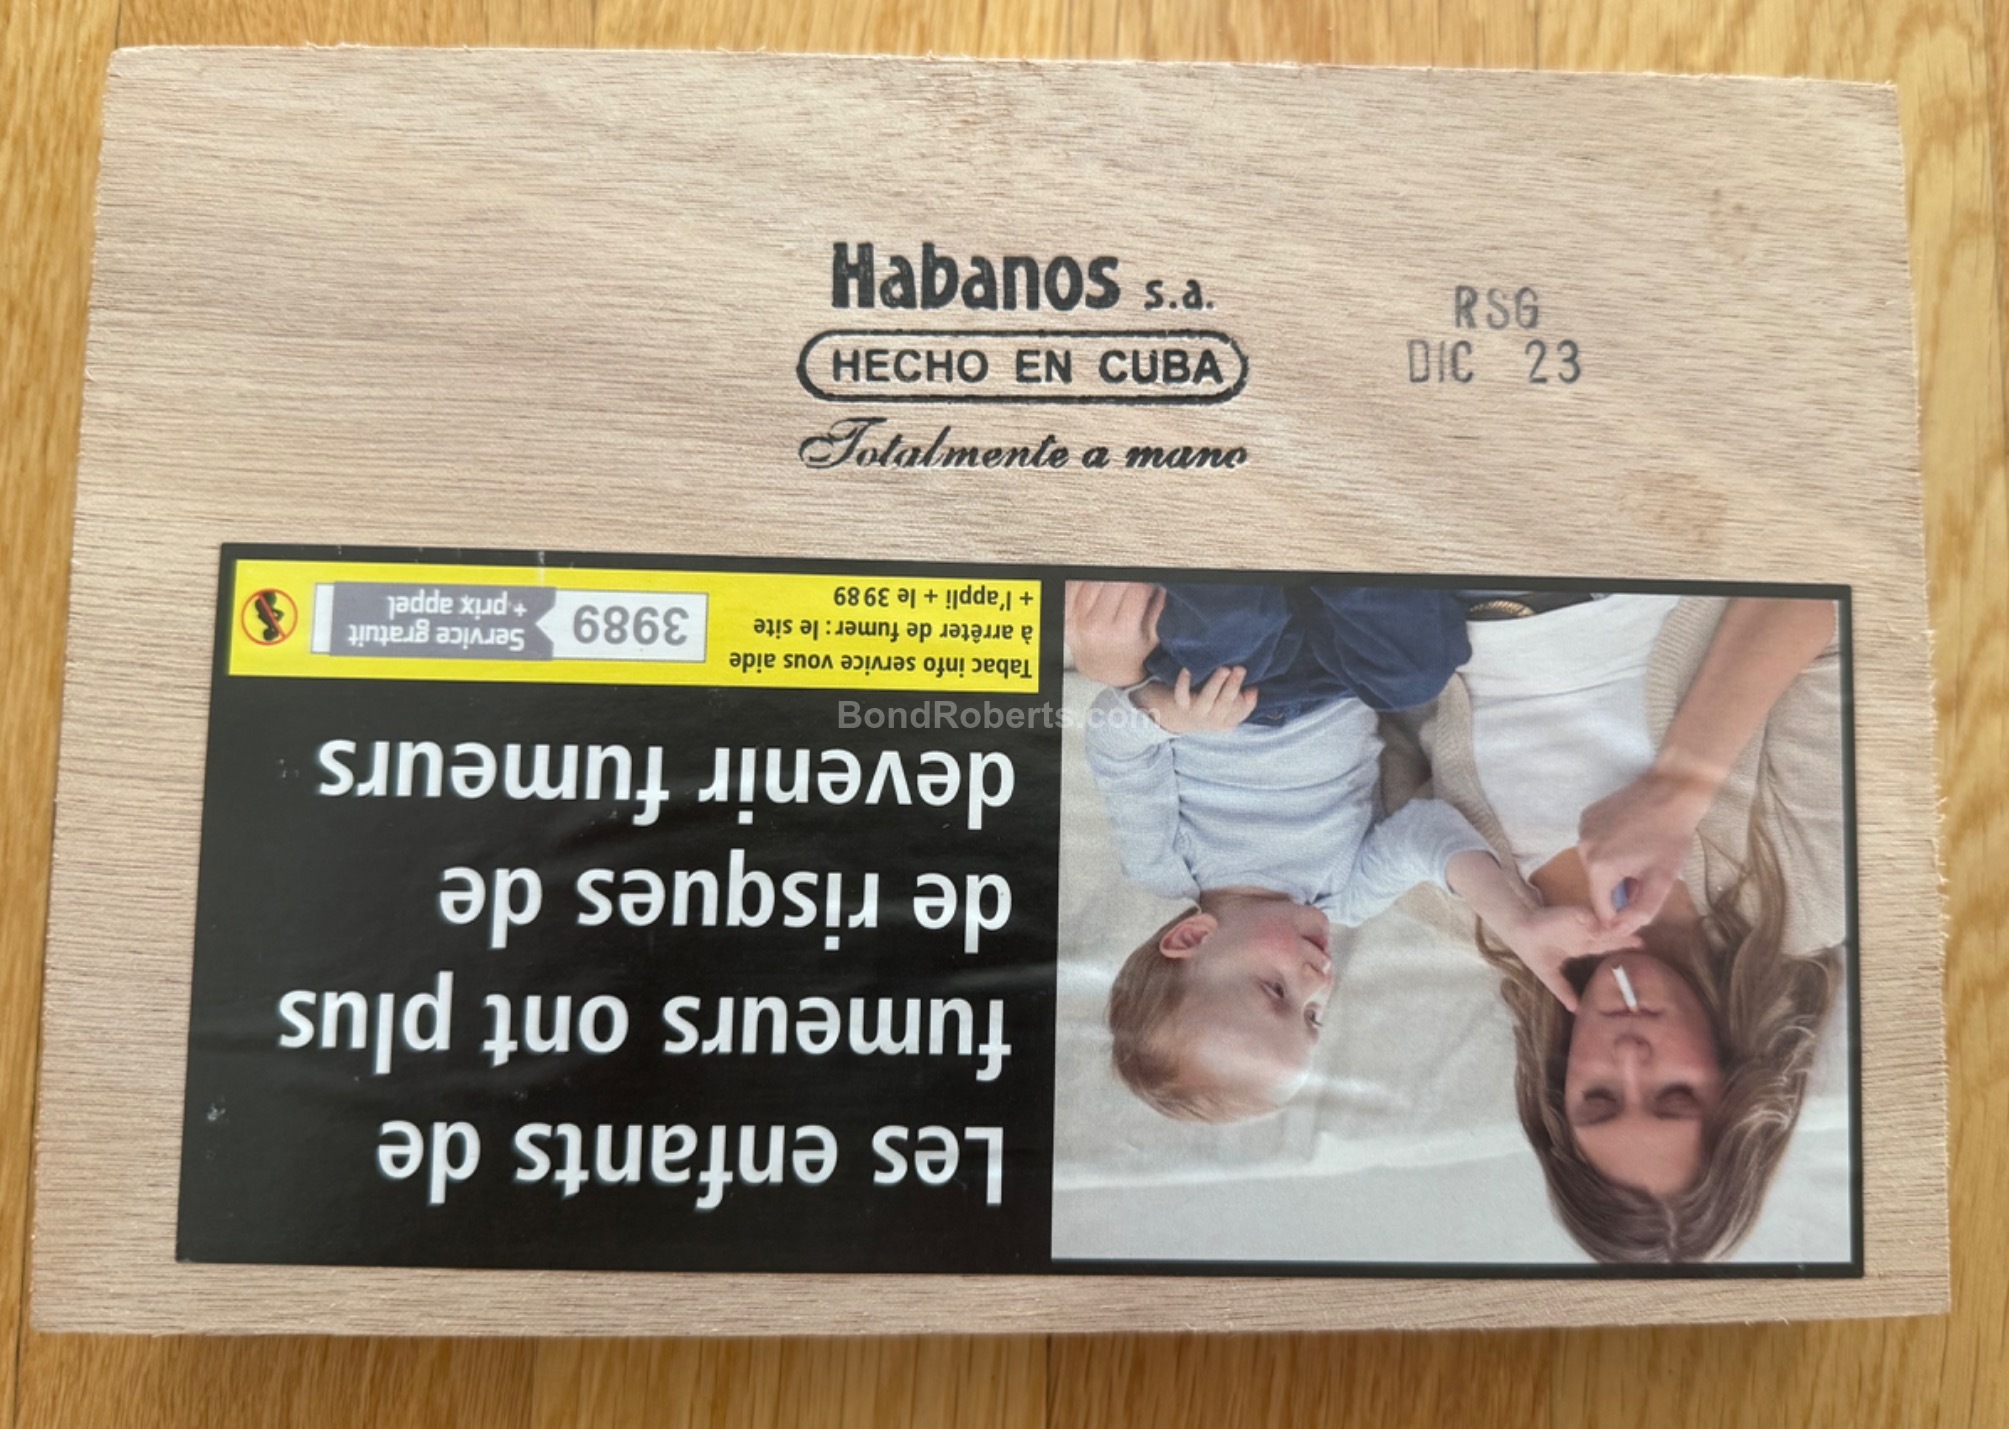 Habanos s.a.
HECHO EN CUBA
Totalmente a mano
RSG
DIC 23
Les enfants de
fumeurs ont plus
de risques de
devenir fumeurs
Tabac info service vous aide
à arrêter de fumer : le site
+ l'appli + le 3989
3989
Service gratuit
+ prix appel
BondRoberts.com